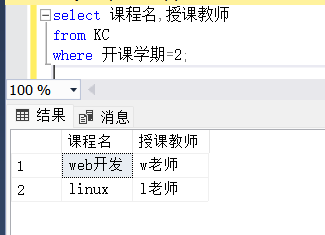 select 课程名,授课教师
from KC
where 开课学期=2;
100 %
结果 消息
课程名 授课教师
1 web开发 w老师
2 linux l老师